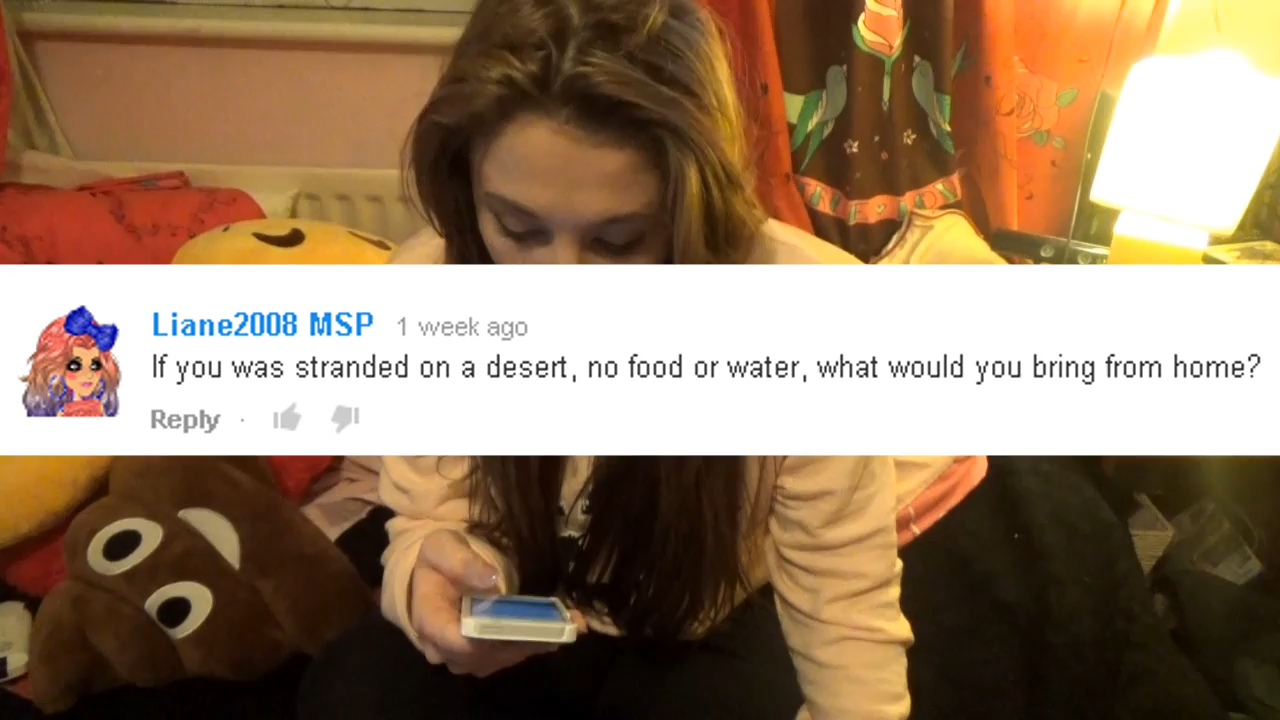 Liane2008 MSP 1 week ago
If you was stranded on a desert, no food or water, what would you bring from home?
Reply ·